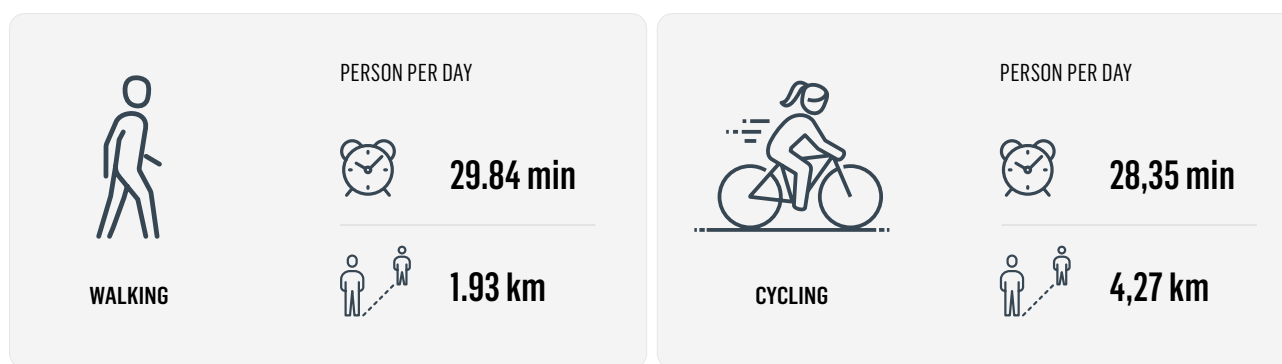 PERSON PER DAY
29.84 min
1.93 km
WALKING
PERSON PER DAY
28,35 min
4,27 km
CYCLING